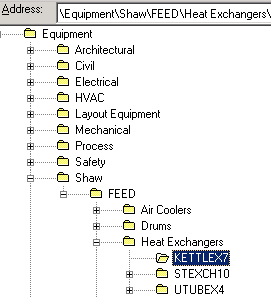 Address: \Equipment\Shaw\FEED\Heat Exchangers\
Equipment
Architectural
Civil
Electrical
HVAC
Layout Equipment
Mechanical
Process
Safety
Shaw
FEED
Air Coolers
Drums
Heat Exchangers
KETTLEX7
STEXCH10
UTUBEX4